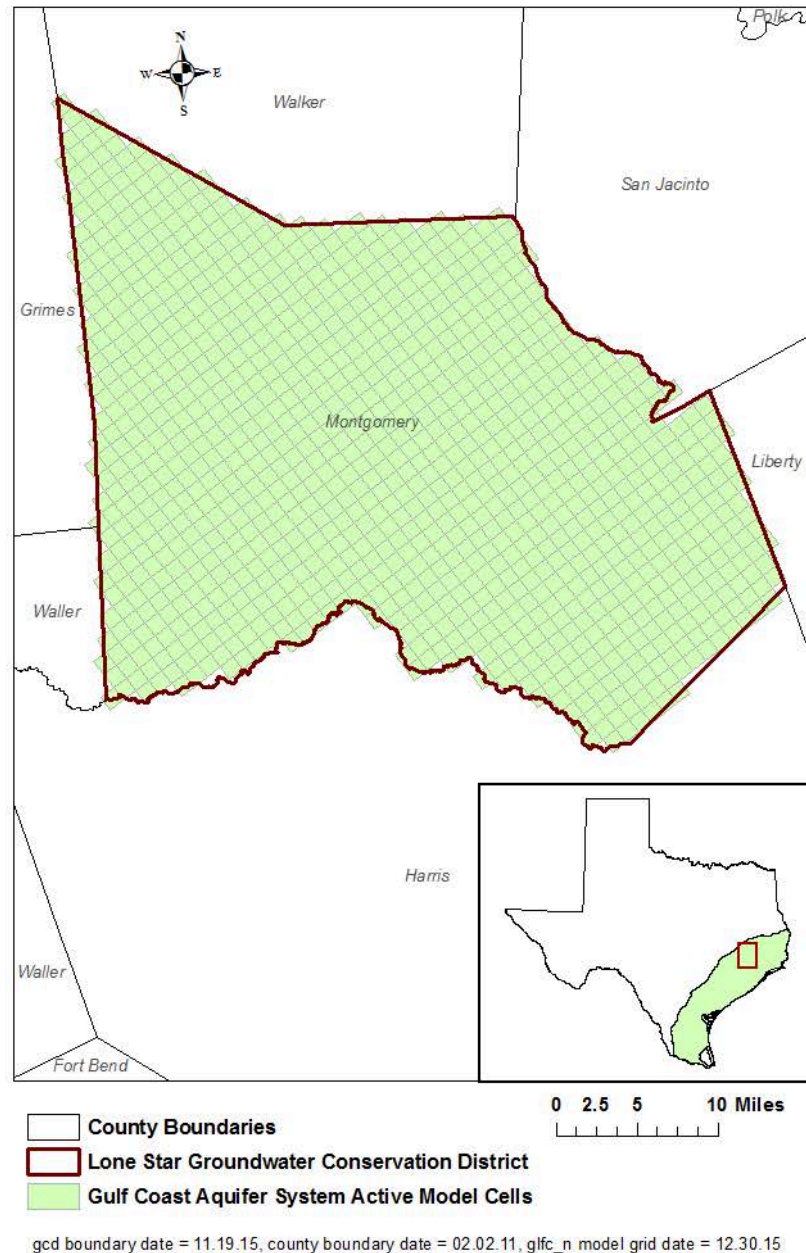 Polk
N
W E
S
Walker
San Jacinto
Grimes
Montgomery
Liberty
Waller
Harris
Waller
Fort Bend
0 2.5 5 10 Miles
County Boundaries
Lone Star Groundwater Conservation District
Gulf Coast Aquifer System Active Model Cells
gcd boundary date = 11.19.15, county boundary date = 02.02.11, glfc_n model grid date = 12.30.15